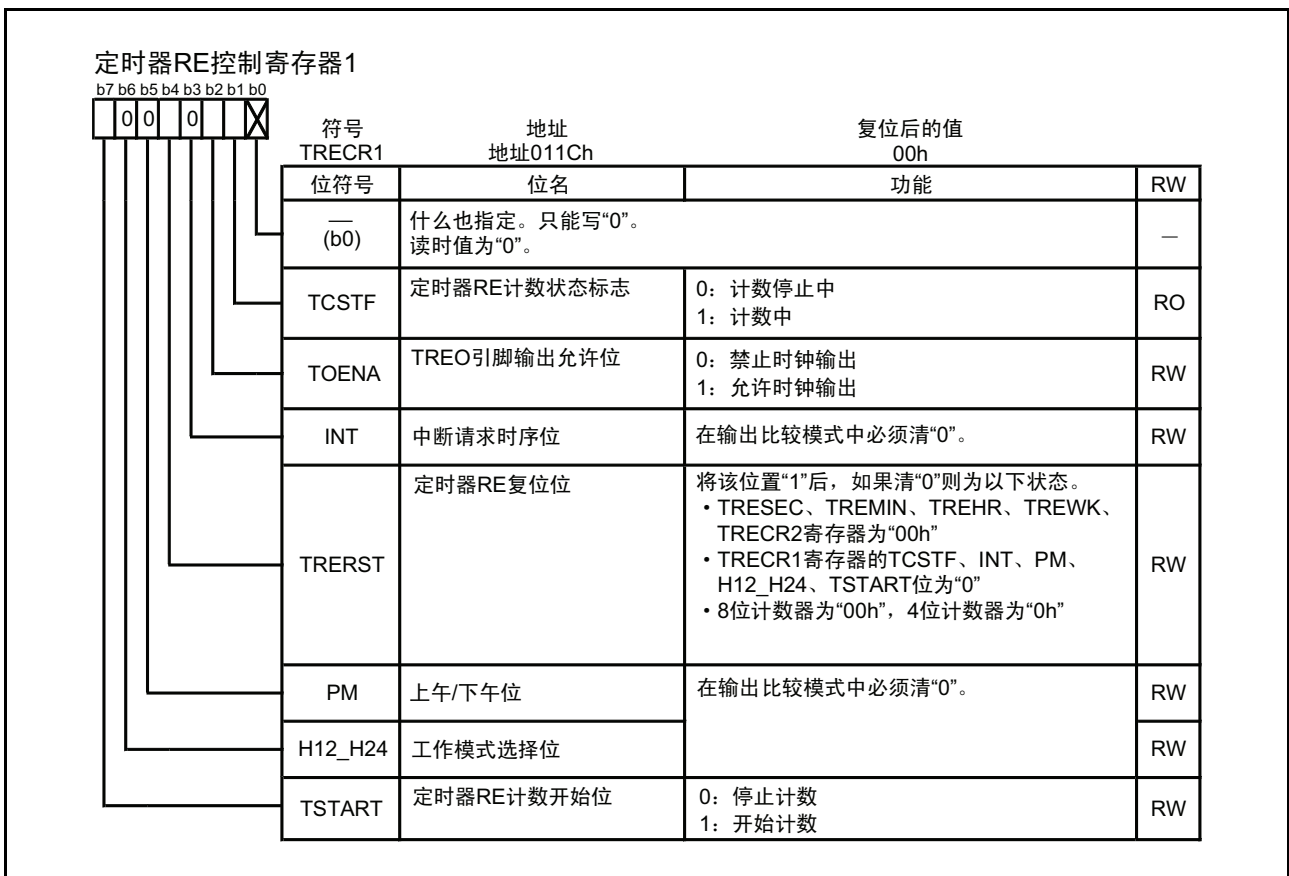 定时器RE控制寄存器1
b7 b6 b5 b4 b3 b2 b1 b0
0 0 0
符号 地址 复位后的值
TRECR1 地址011Ch 00h
位符号 位名 功能 RW
—
(b0)
什么也指定。只能写“0”。
读时值为“0”。
—
TCSTF
定时器RE计数状态标志
0：计数停止中
1：计数中
RO
TOENA
TREO引脚输出允许位
0：禁止时钟输出
1：允许时钟输出
RW
INT 中断请求时序位 在输出比较模式中必须清“0”。 RW
TRERST
定时器RE复位位
将该位置“1”后，如果清“0”则为以下状态。
・TRESEC、TREMIN、TREHR、TREWK、
TRECR2寄存器为“00h”
・TRECR1寄存器的TCSTF、INT、PM、
H12_H24、TSTART位为“0”
・8位计数器为“00h”，4位计数器为“0h”
RW
PM 上午/下午位 在输出比较模式中必须清“0”。 RW
H12_H24 工作模式选择位 RW
TSTART
定时器RE计数开始位
0：停止计数
1：开始计数
RW